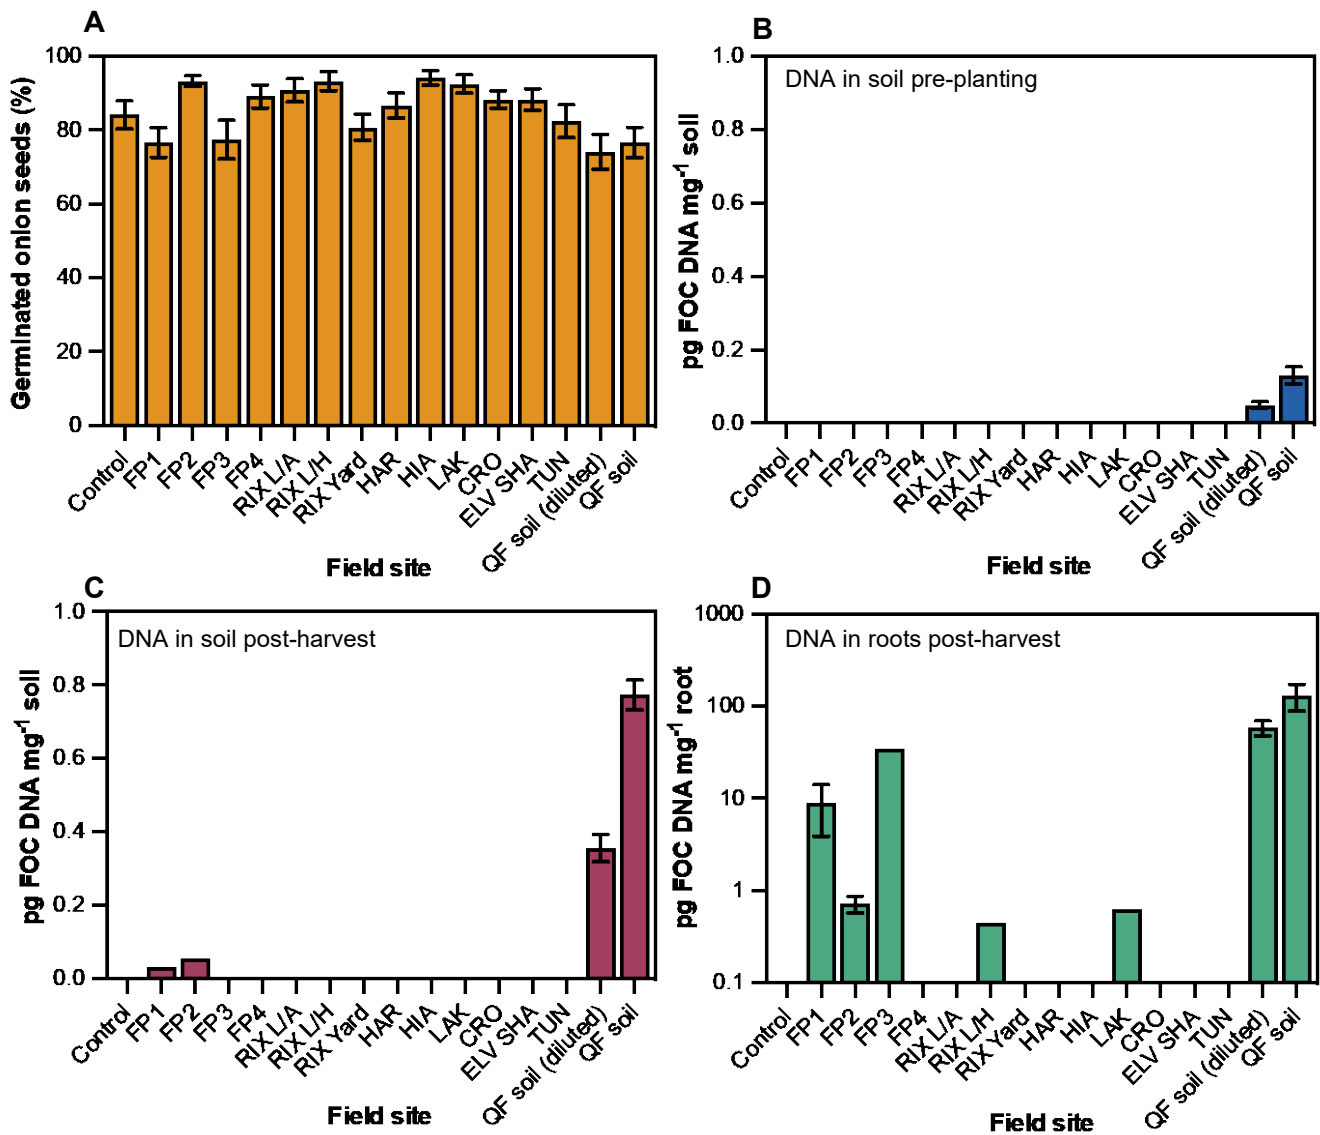 A
Germinated onion seeds (%)
100
80
60
40
20
0
Control
FP1
FP2
FP3
FP4
RIX L/A
RIX L/H
RIX Yard
HAR
HIA
LAK
CRO
ELV SHA
TUN
QF soil (diluted)
QF soil
Field site
B
DNA in soil pre-planting
pg FOC DNA mg-1 soil
1.0
0.8
0.6
0.4
0.2
0.0
Control
FP1
FP2
FP3
FP4
RIX L/A
RIX L/H
RIX Yard
HAR
HIA
LAK
CRO
ELV SHA
TUN
QF soil (diluted)
QF soil
Field site
C
DNA in soil post-harvest
pg FOC DNA mg-1 soil
1.0
0.8
0.6
0.4
0.2
0.0
Control
FP1
FP2
FP3
FP4
RIX L/A
RIX L/H
RIX Yard
HAR
HIA
LAK
CRO
ELV SHA
TUN
QF soil (diluted)
QF soil
Field site
D
DNA in roots post-harvest
pg FOC DNA mg-1 root
1000
100
10
1
0.1
Control
FP1
FP2
FP3
FP4
RIX L/A
RIX L/H
RIX Yard
HAR
HIA
LAK
CRO
ELV SHA
TUN
QF soil (diluted)
QF soil
Field site